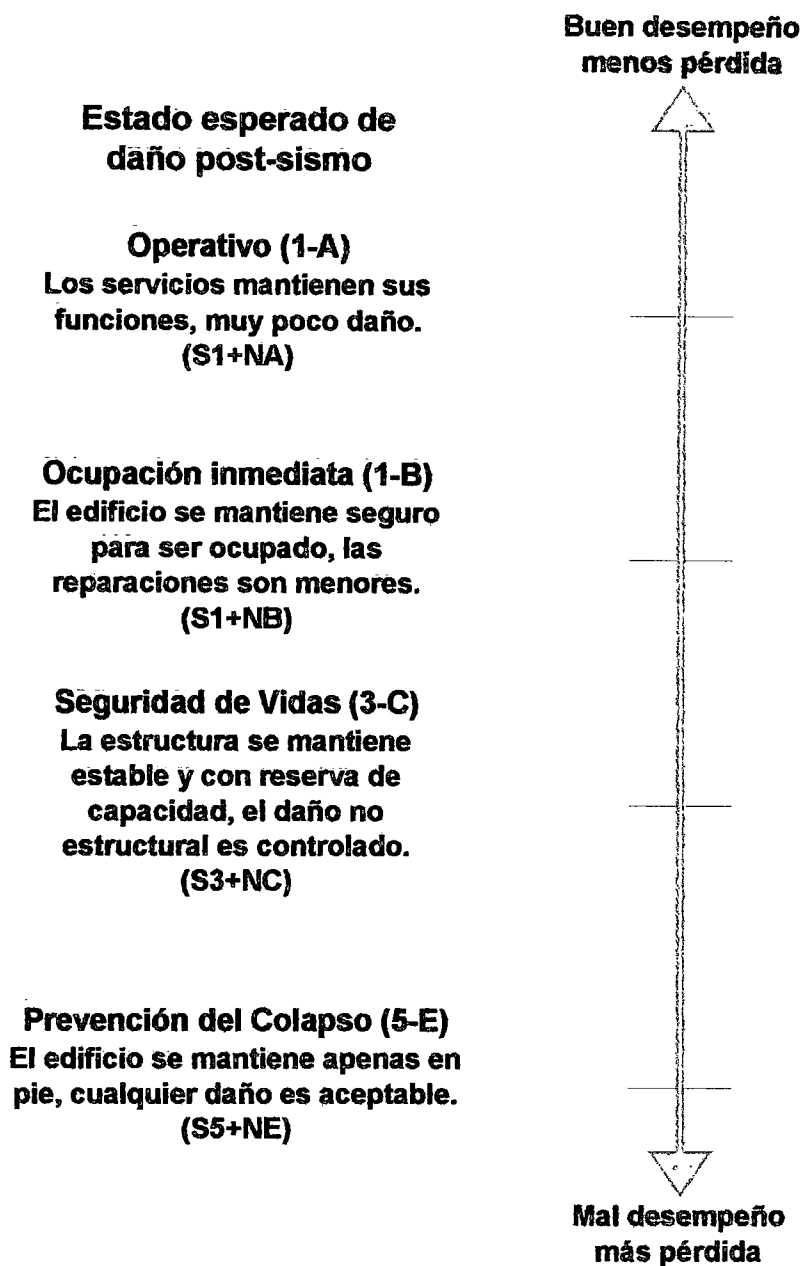 Buen desempeño
menos pérdida
Estado esperado de
daño post-sismo
Operativo (1-A)
Los servicios mantienen sus
funciones, muy poco daño.
(S1+NA)
Ocupación inmediata (1-B)
El edificio se mantiene seguro
para ser ocupado, las
reparaciones son menores.
(S1+NB)
Seguridad de Vidas (3-C)
La estructura se mantiene
estable y con reserva de
capacidad, el daño no
estructural es controlado.
(S3+NC)
Prevención del Colapso (5-E)
El edificio se mantiene apenas en
pie, cualquier daño es aceptable.
(S5+NE)
Mal desempeño
más pérdida